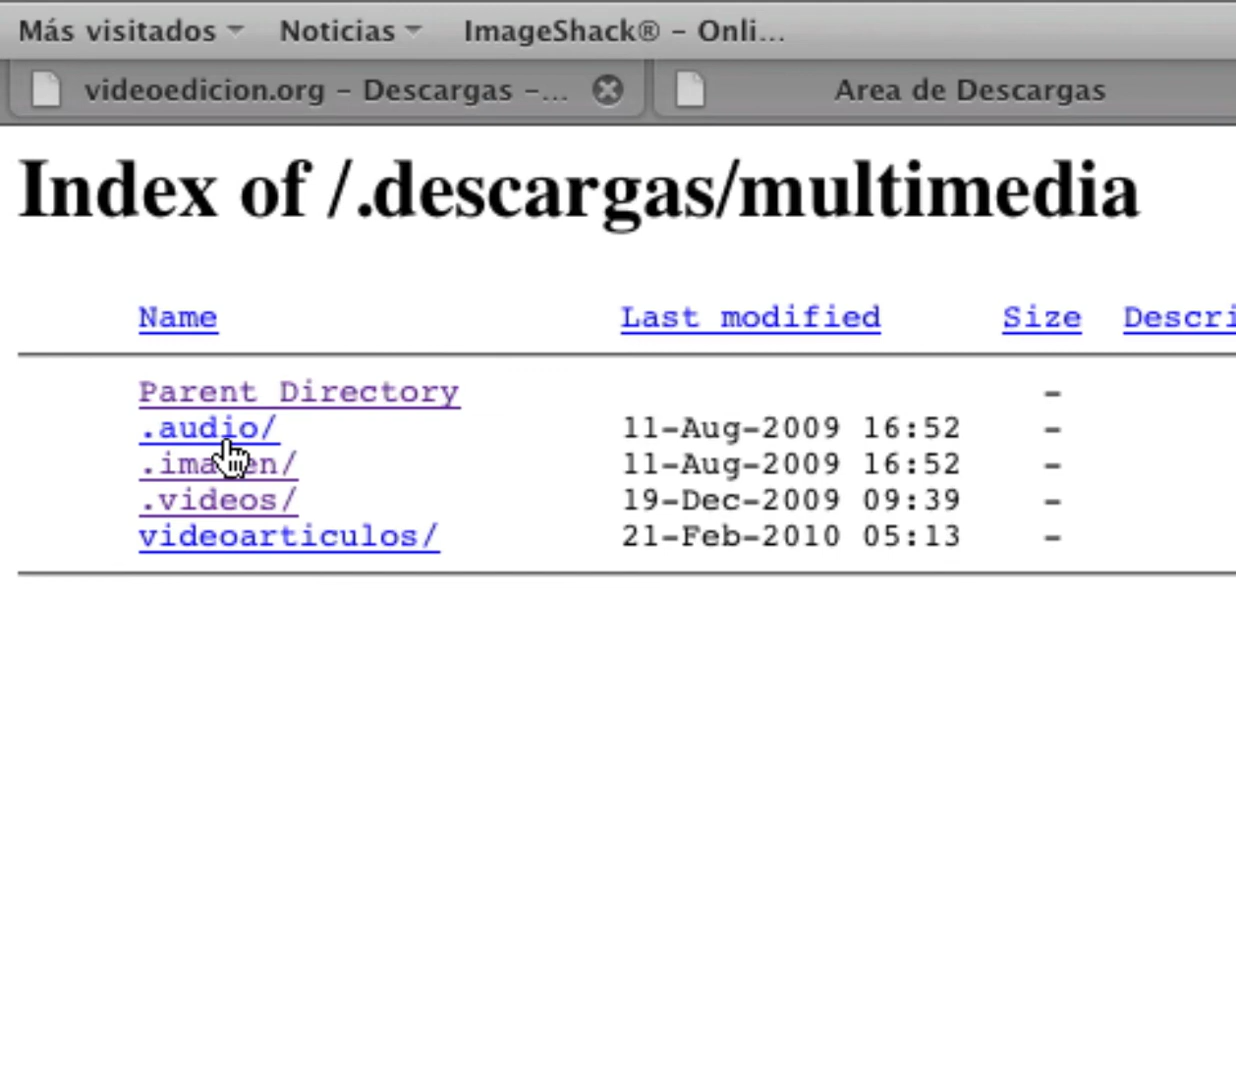 Más visitados Noticias ImageShack® – Onli...
videoedicion.org – Descargas –... Area de Descargas
Index of /.descargas/multimedia
Name Last modified Size Descri
Parent Directory –
.audio/ 11-Aug-2009 16:52 –
.imagen/ 11-Aug-2009 16:52 –
.videos/ 19-Dec-2009 09:39 –
videoarticulos/ 21-Feb-2010 05:13 –